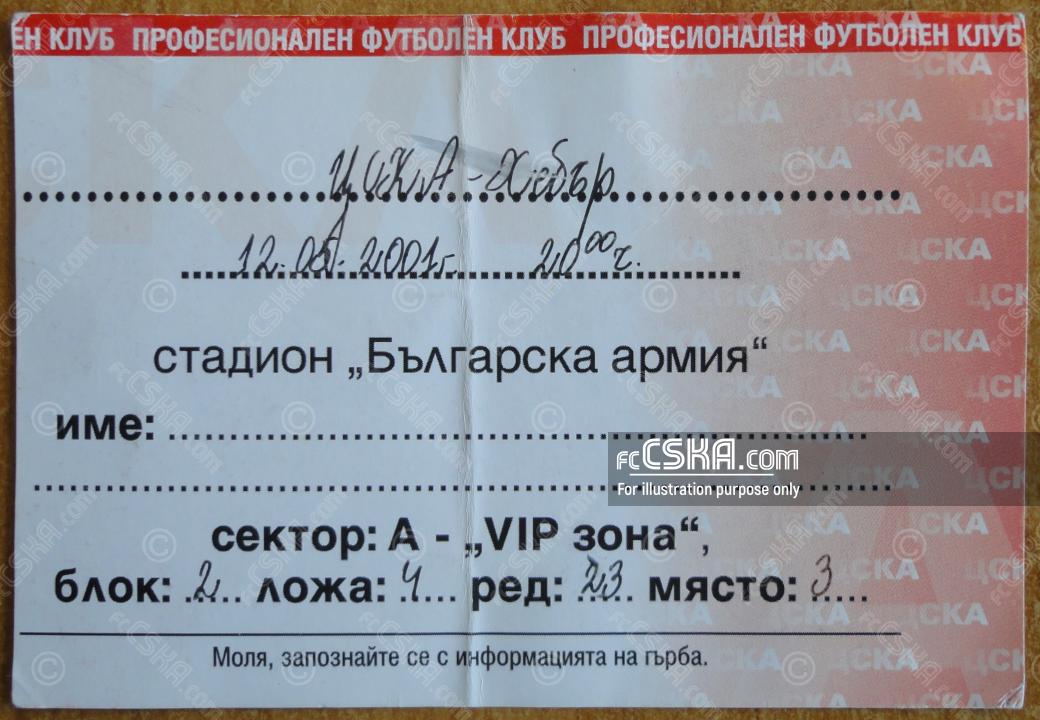 ЕН КЛУБ ПРОФЕСИОНАЛЕН ФУТБОЛЕН КЛУБ ПРОФЕСИОНАЛЕН ФУТБОЛЕН КЛУБ
ЦСКА - Хебър
12.05.2001г. 20⁰⁰ч.
стадион „Българска армия“
име:
fcCSKA.com
For illustration purpose only
сектор: А - „VIP зона“,
блок: 2 ложа: 4 ред: 23 място: 3
Моля, запознайте се с информацията на гърба.